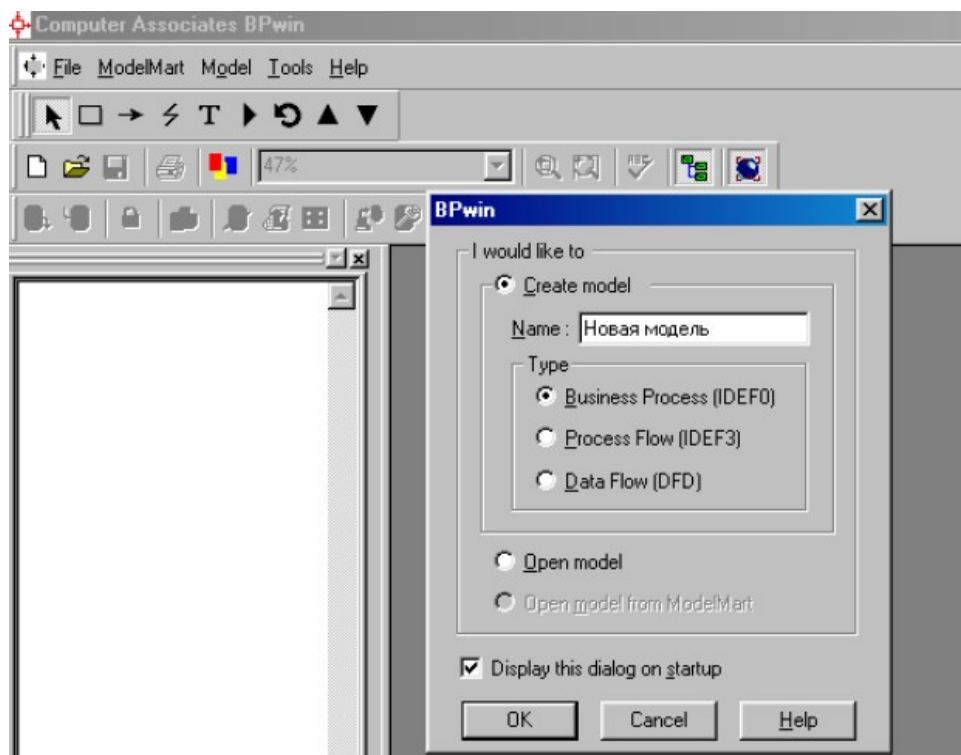 Computer Associates BPwin
File ModelMart Model Tools Help
T
47%
BPwin
I would like to
Create model
Name : Новая модель
Type
Business Process (IDEF0)
Process Flow (IDEF3)
Data Flow (DFD)
Open model
Open model from ModelMart
Display this dialog on startup
OK Cancel Help